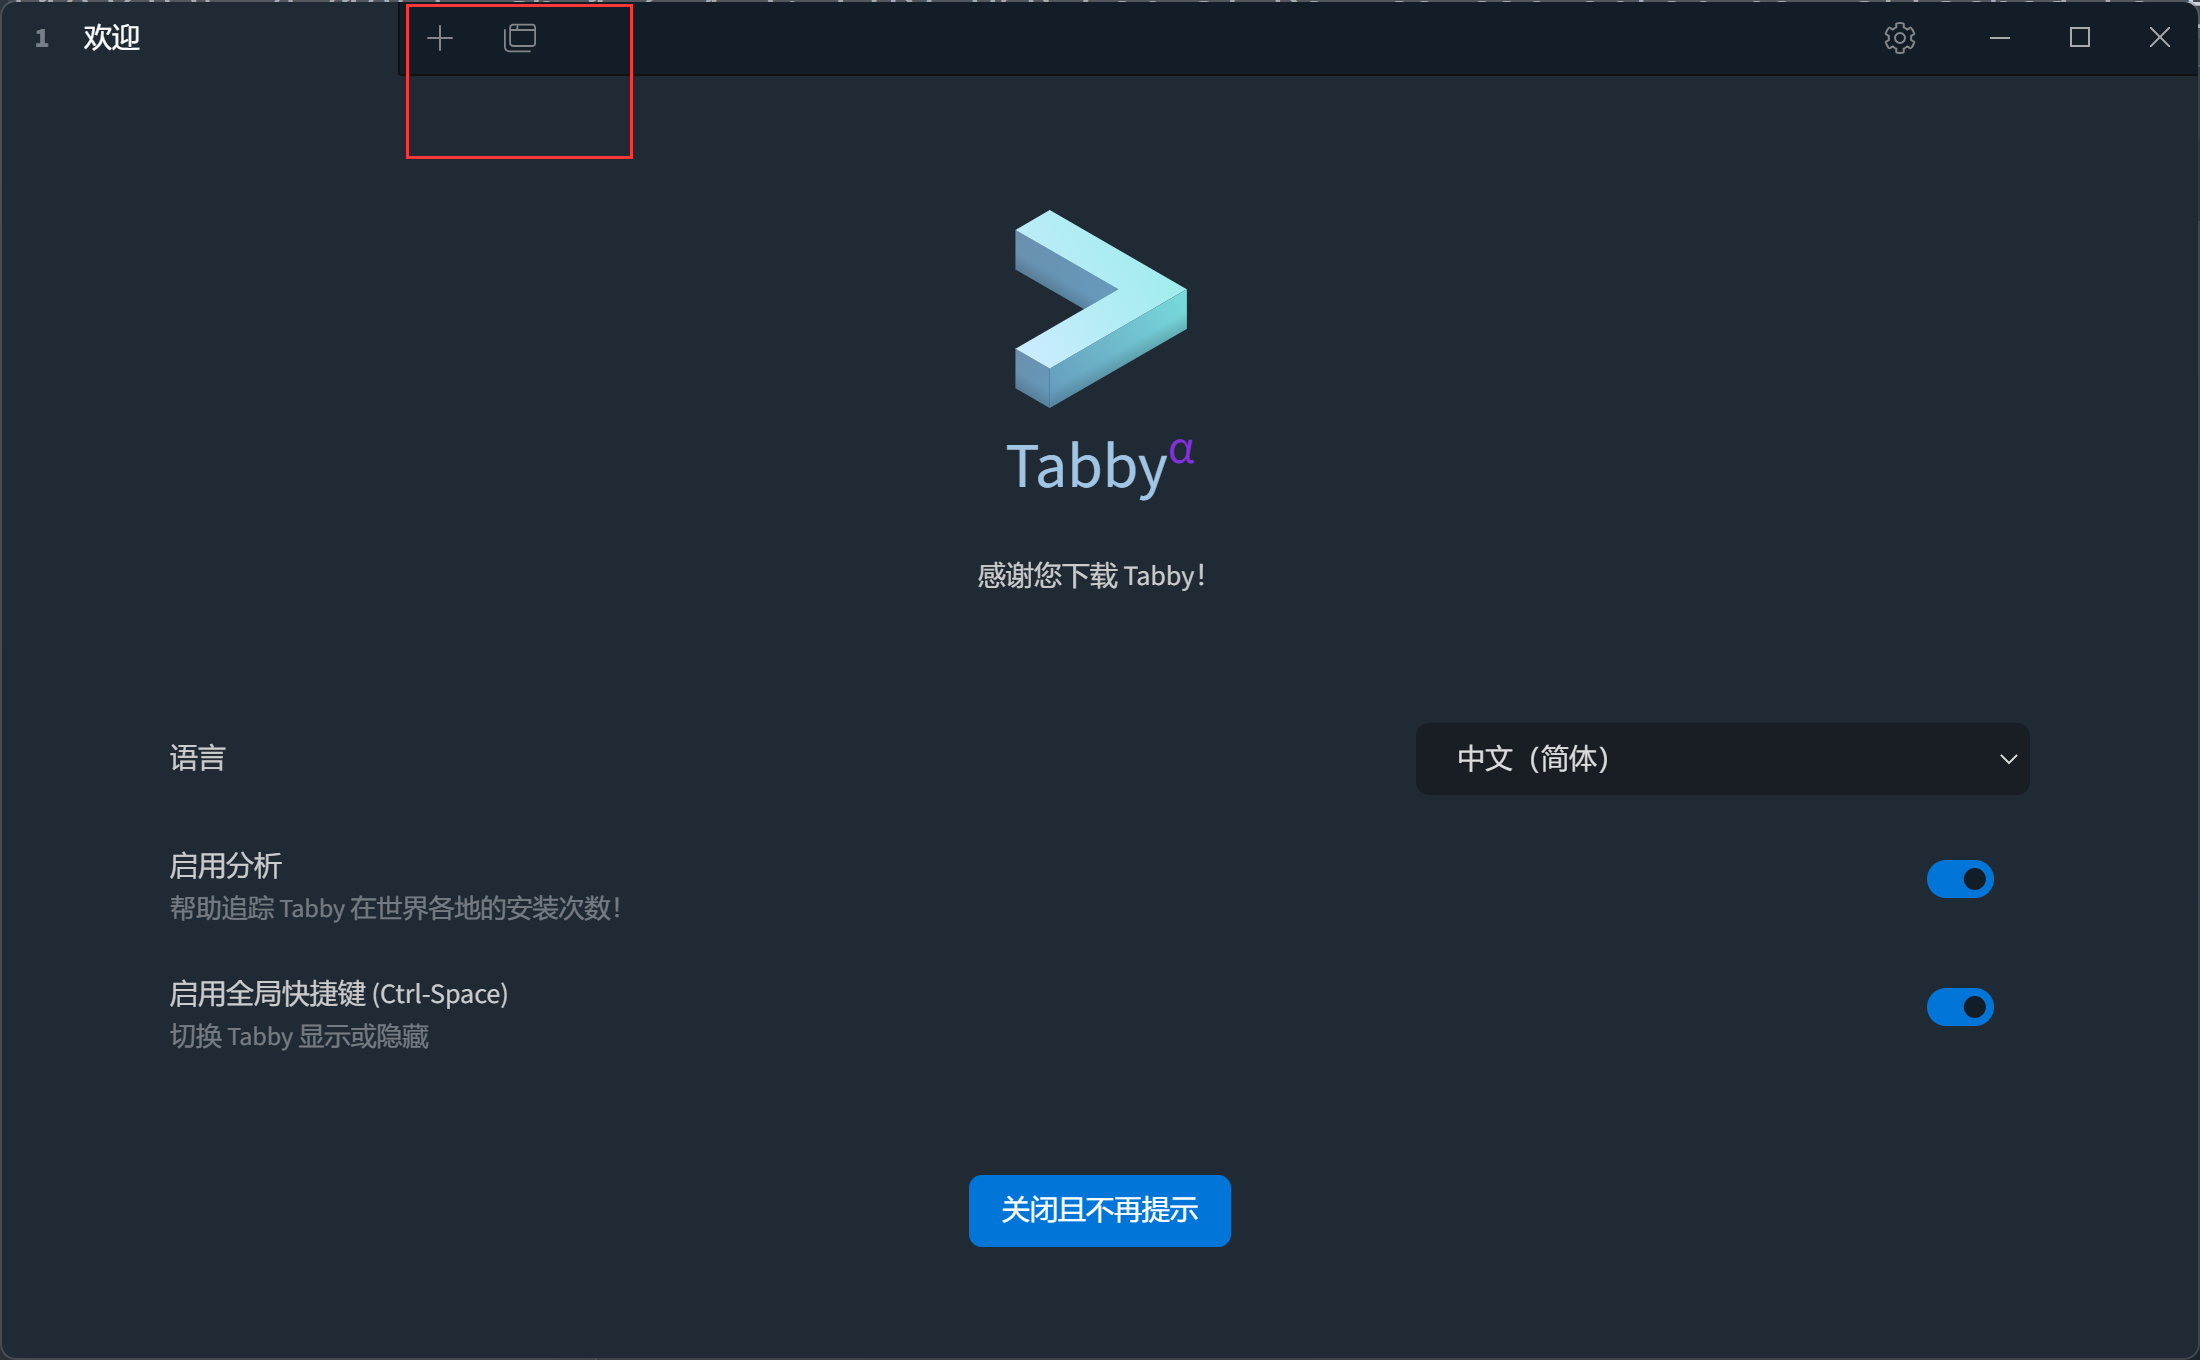 1 欢迎
Tabbyα
感谢您下载 Tabby！
语言
中文（简体）
启用分析
帮助追踪 Tabby 在世界各地的安装次数！
启用全局快捷键 (Ctrl-Space)
切换 Tabby 显示或隐藏
关闭且不再提示